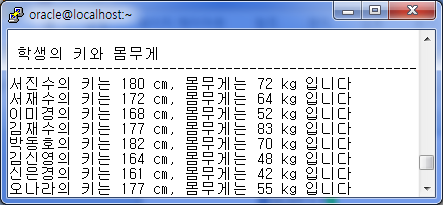 oracle@localhost:~
학생의 키와 몸무게
--------------------------------------------------------
서진수의 키는 180 cm, 몸무게는 72 kg 입니다
서재수의 키는 172 cm, 몸무게는 64 kg 입니다
이미경의 키는 168 cm, 몸무게는 52 kg 입니다
김재수의 키는 177 cm, 몸무게는 83 kg 입니다
박동호의 키는 182 cm, 몸무게는 70 kg 입니다
김신영의 키는 164 cm, 몸무게는 48 kg 입니다
신은경의 키는 161 cm, 몸무게는 42 kg 입니다
오나라의 키는 177 cm, 몸무게는 55 kg 입니다